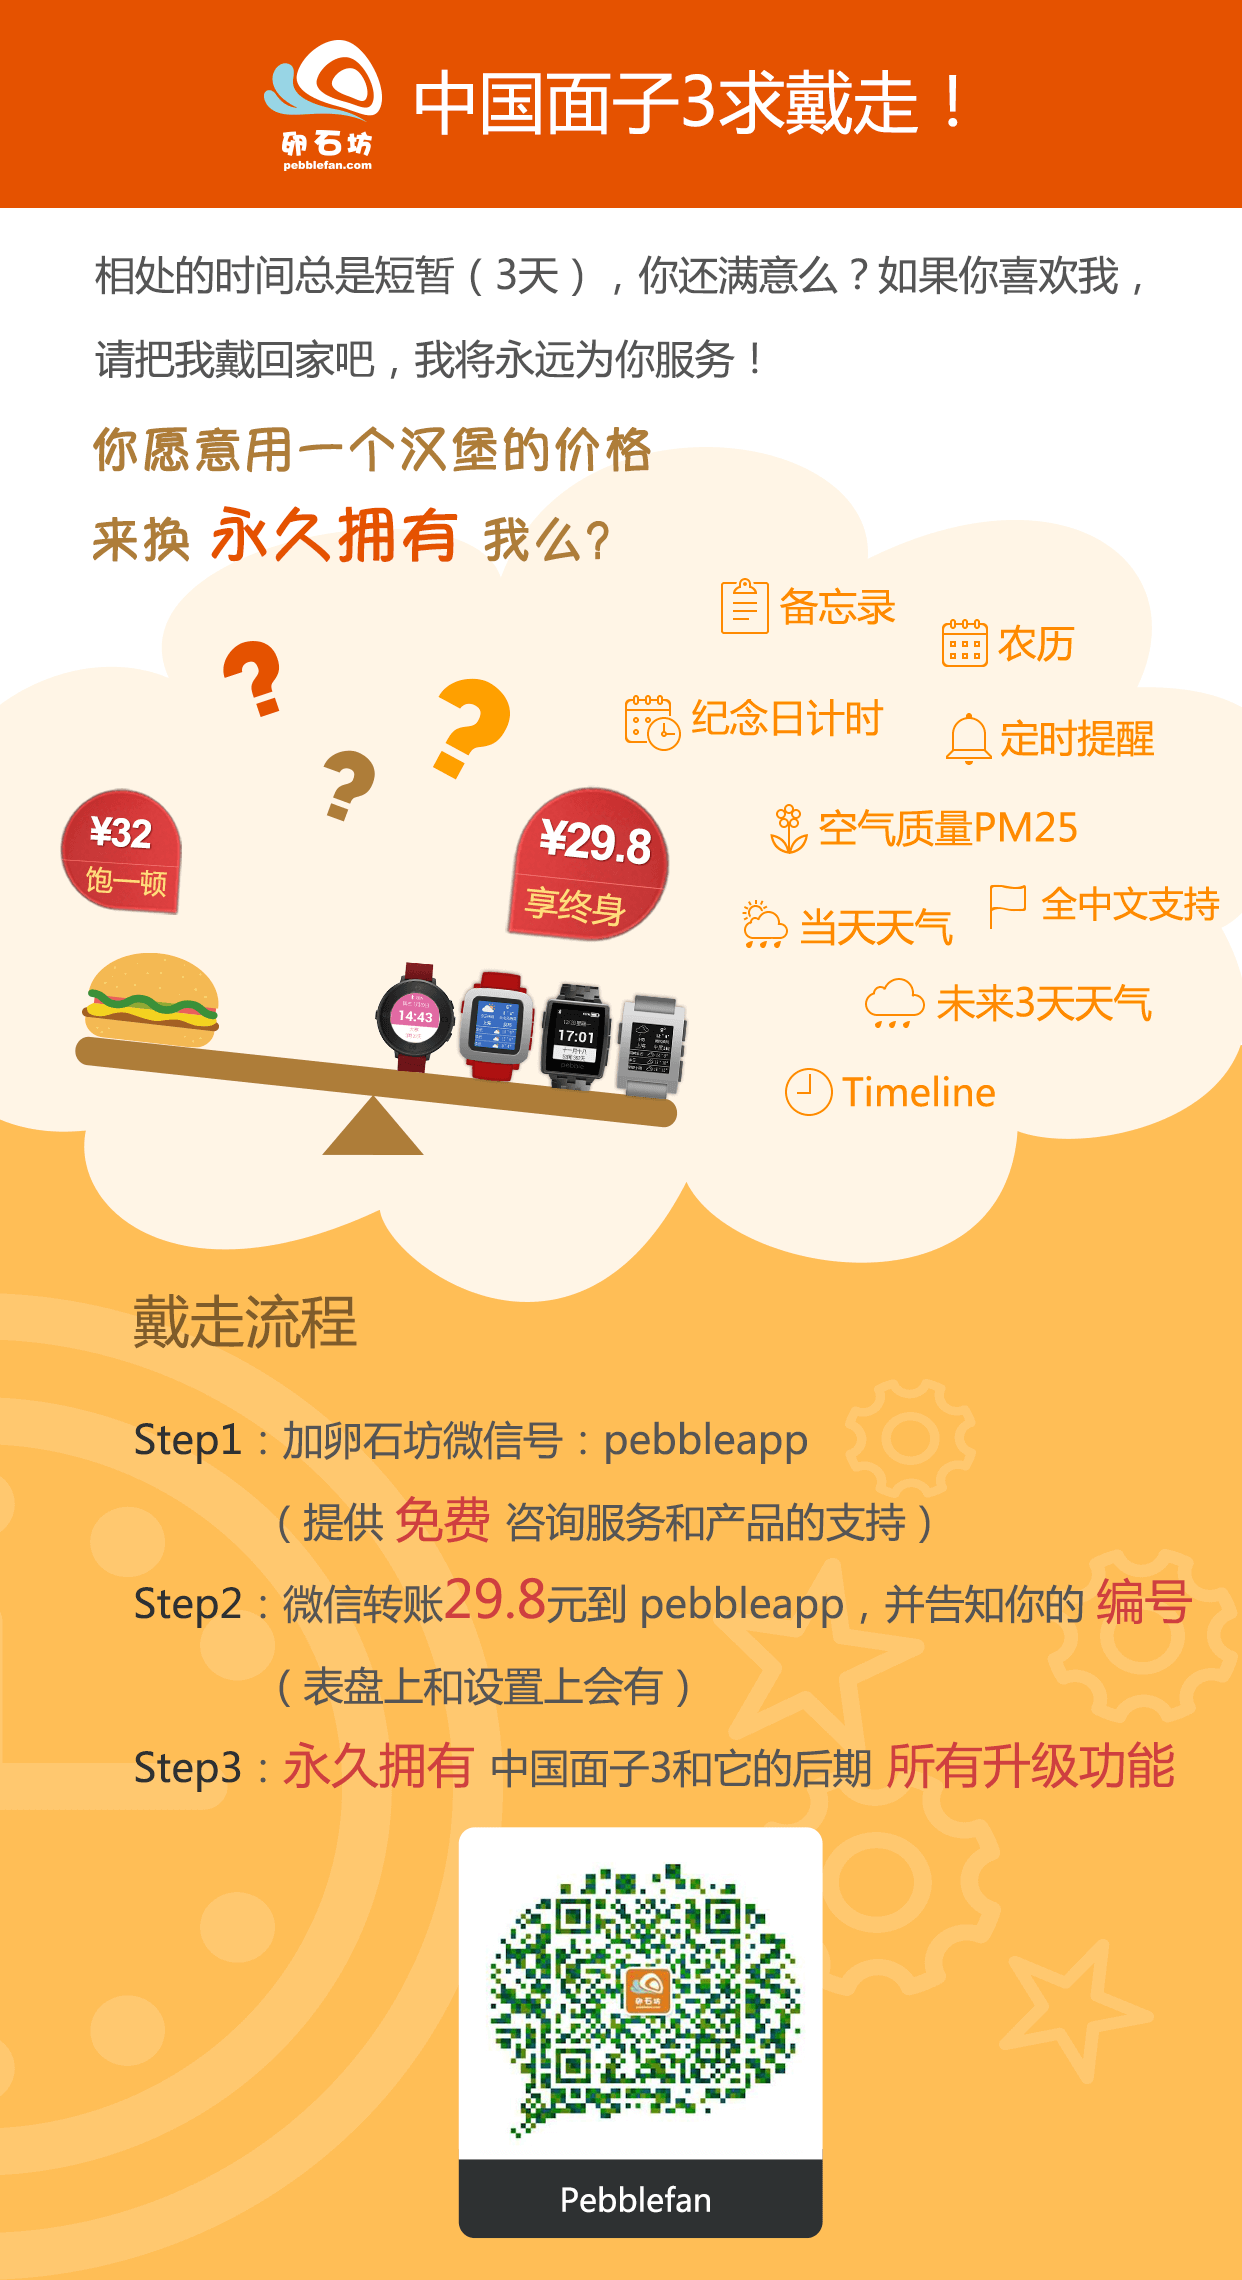 卵石坊
pebblefan.com
中国面子3求戴走！
相处的时间总是短暂（3天），你还满意么？如果你喜欢我，
请把我戴回家吧，我将永远为你服务！
你愿意用一个汉堡的价格
来换 永久拥有 我么？
备忘录
农历
纪念日计时
定时提醒
空气质量PM25
全中文支持
当天天气
未来3天天气
Timeline
¥32
饱一顿
¥29.8
享终身
14:43
17:01
戴走流程
Step1：加卵石坊微信号：pebbleapp
（提供 免费 咨询服务和产品的支持）
Step2：微信转账29.8元到 pebbleapp，并告知你的 编号
（表盘上和设置上会有）
Step3：永久拥有 中国面子3和它的后期 所有升级功能
卵石坊
Pebblefan